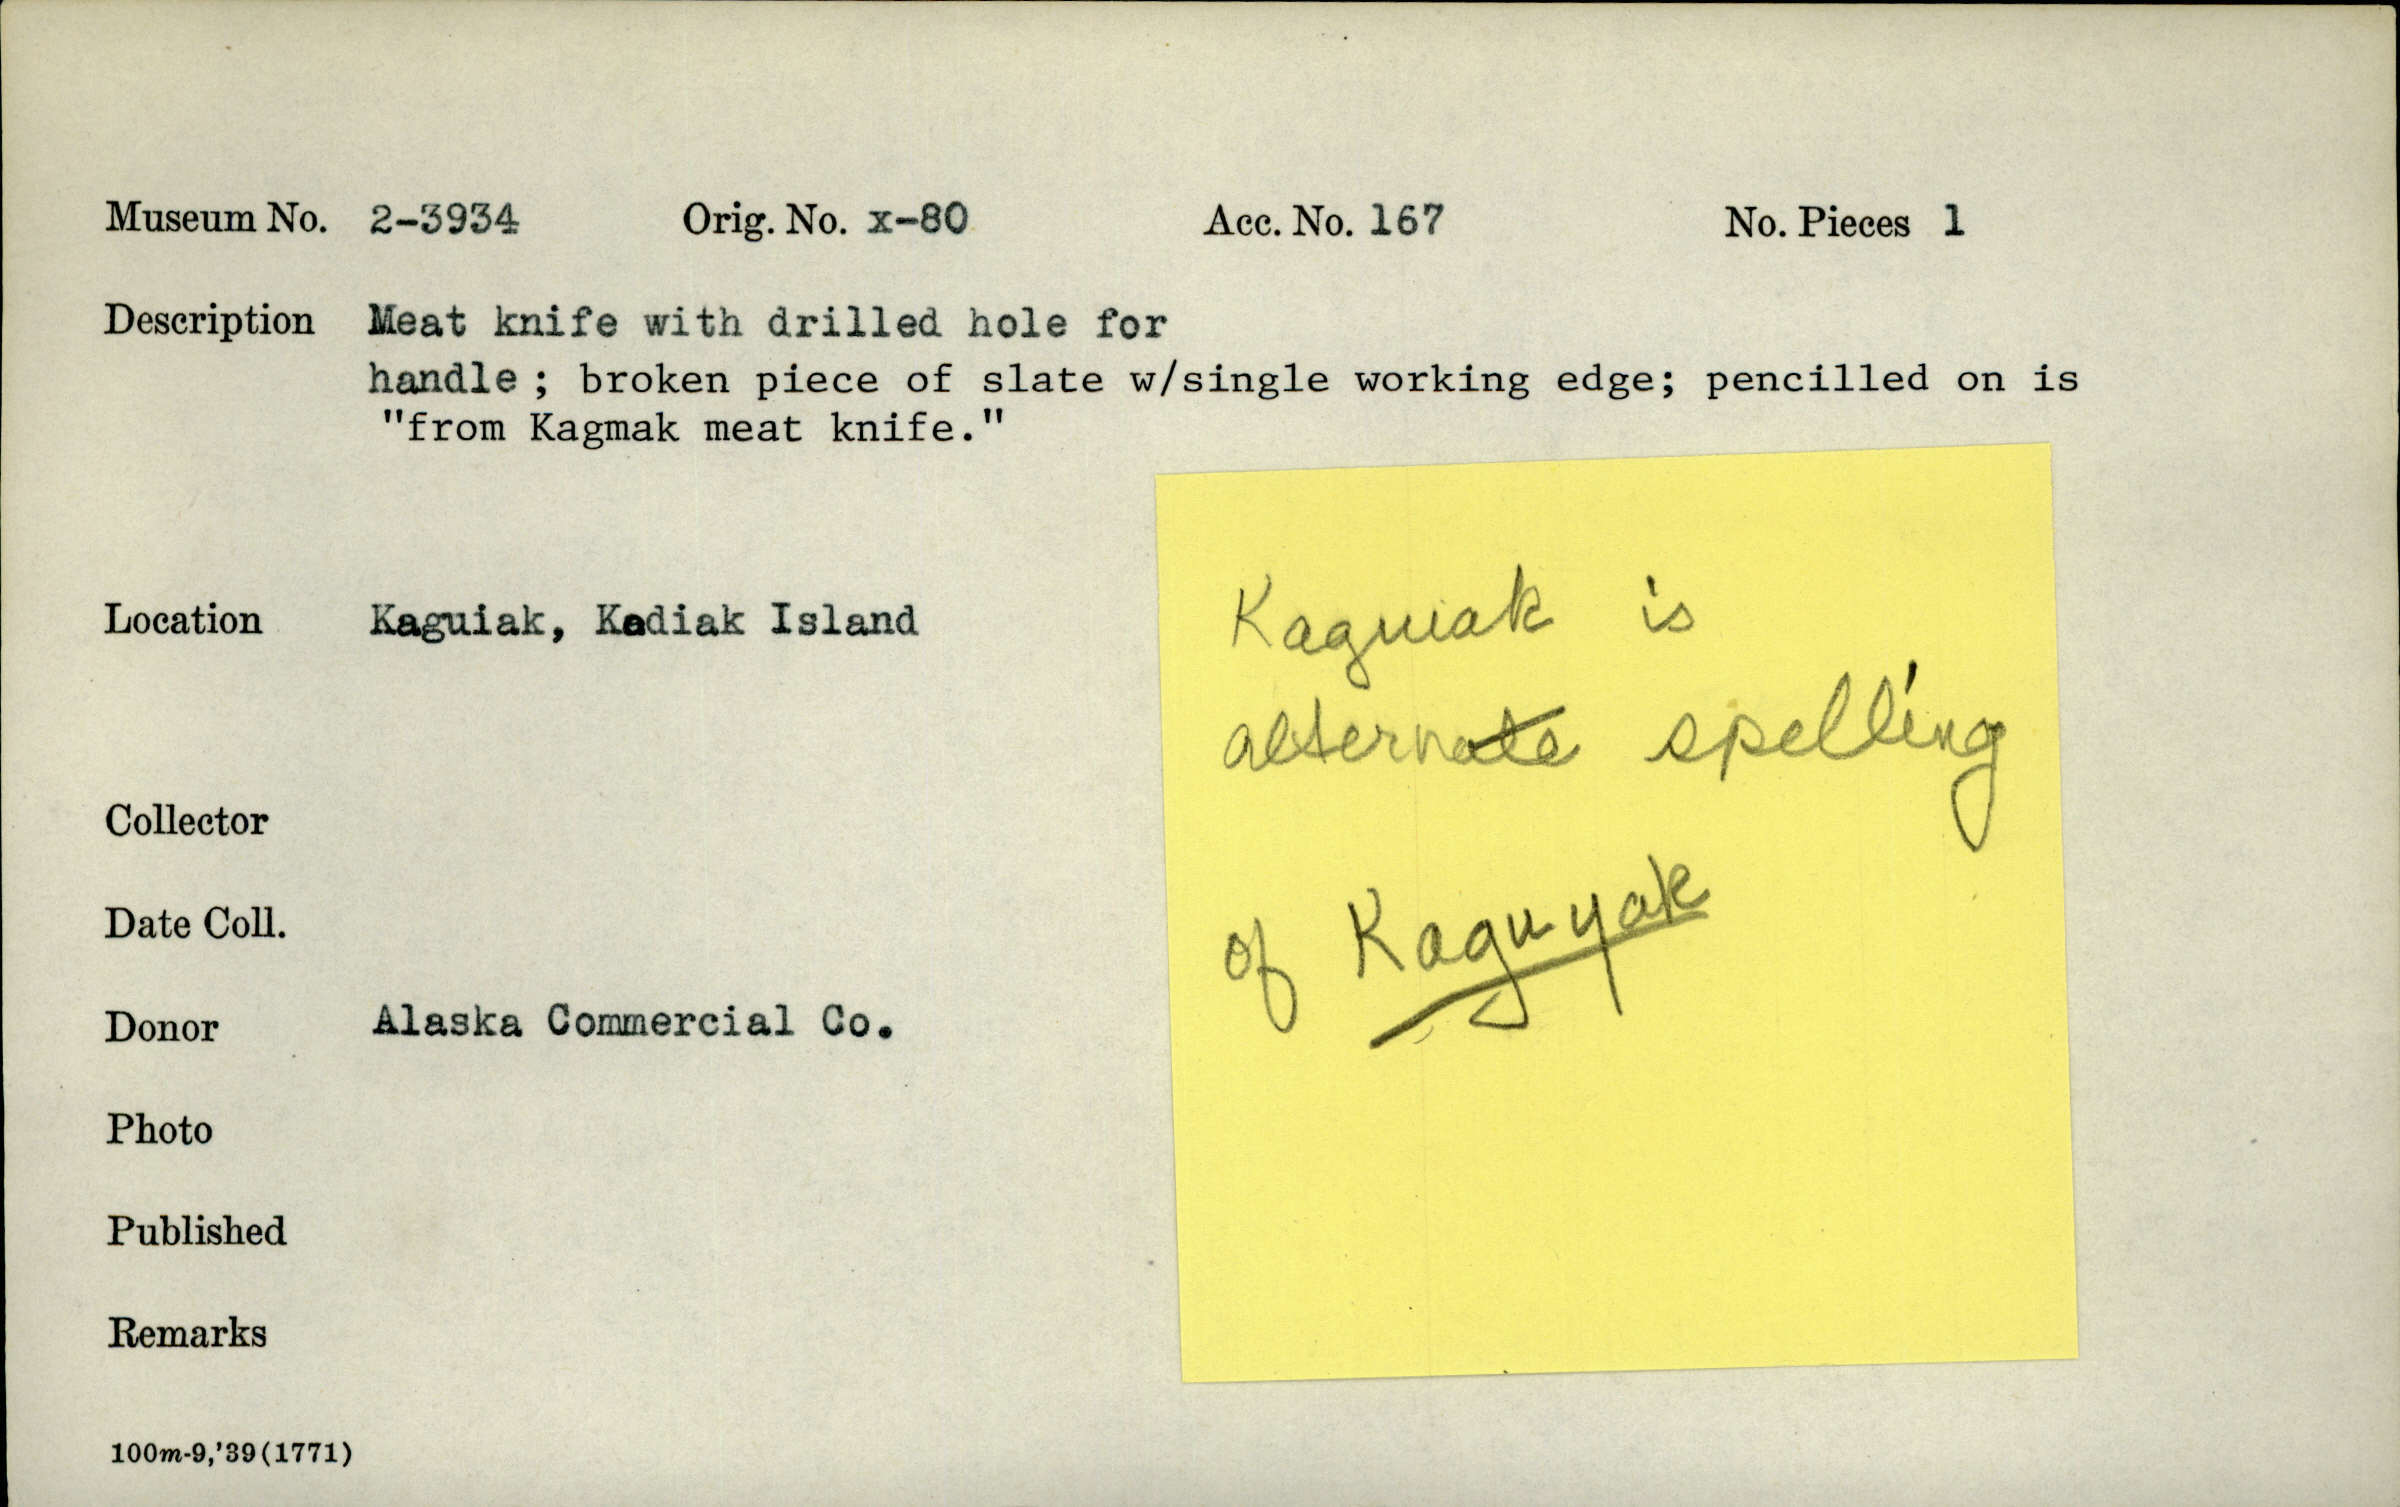 Museum No. 2-3934 Orig. No. x-80 Acc. No. 167 No. Pieces 1
Description Meat knife with drilled hole for
handle; broken piece of slate w/single working edge; pencilled on is
"from Kagmak meat knife."
Location Kaguiak, Kadiak Island
Collector
Date Coll.
Donor Alaska Commercial Co.
Photo
Published
Remarks
100m-9,'39(1771)
Kaguiak is
alternate spelling
of Kaguyak